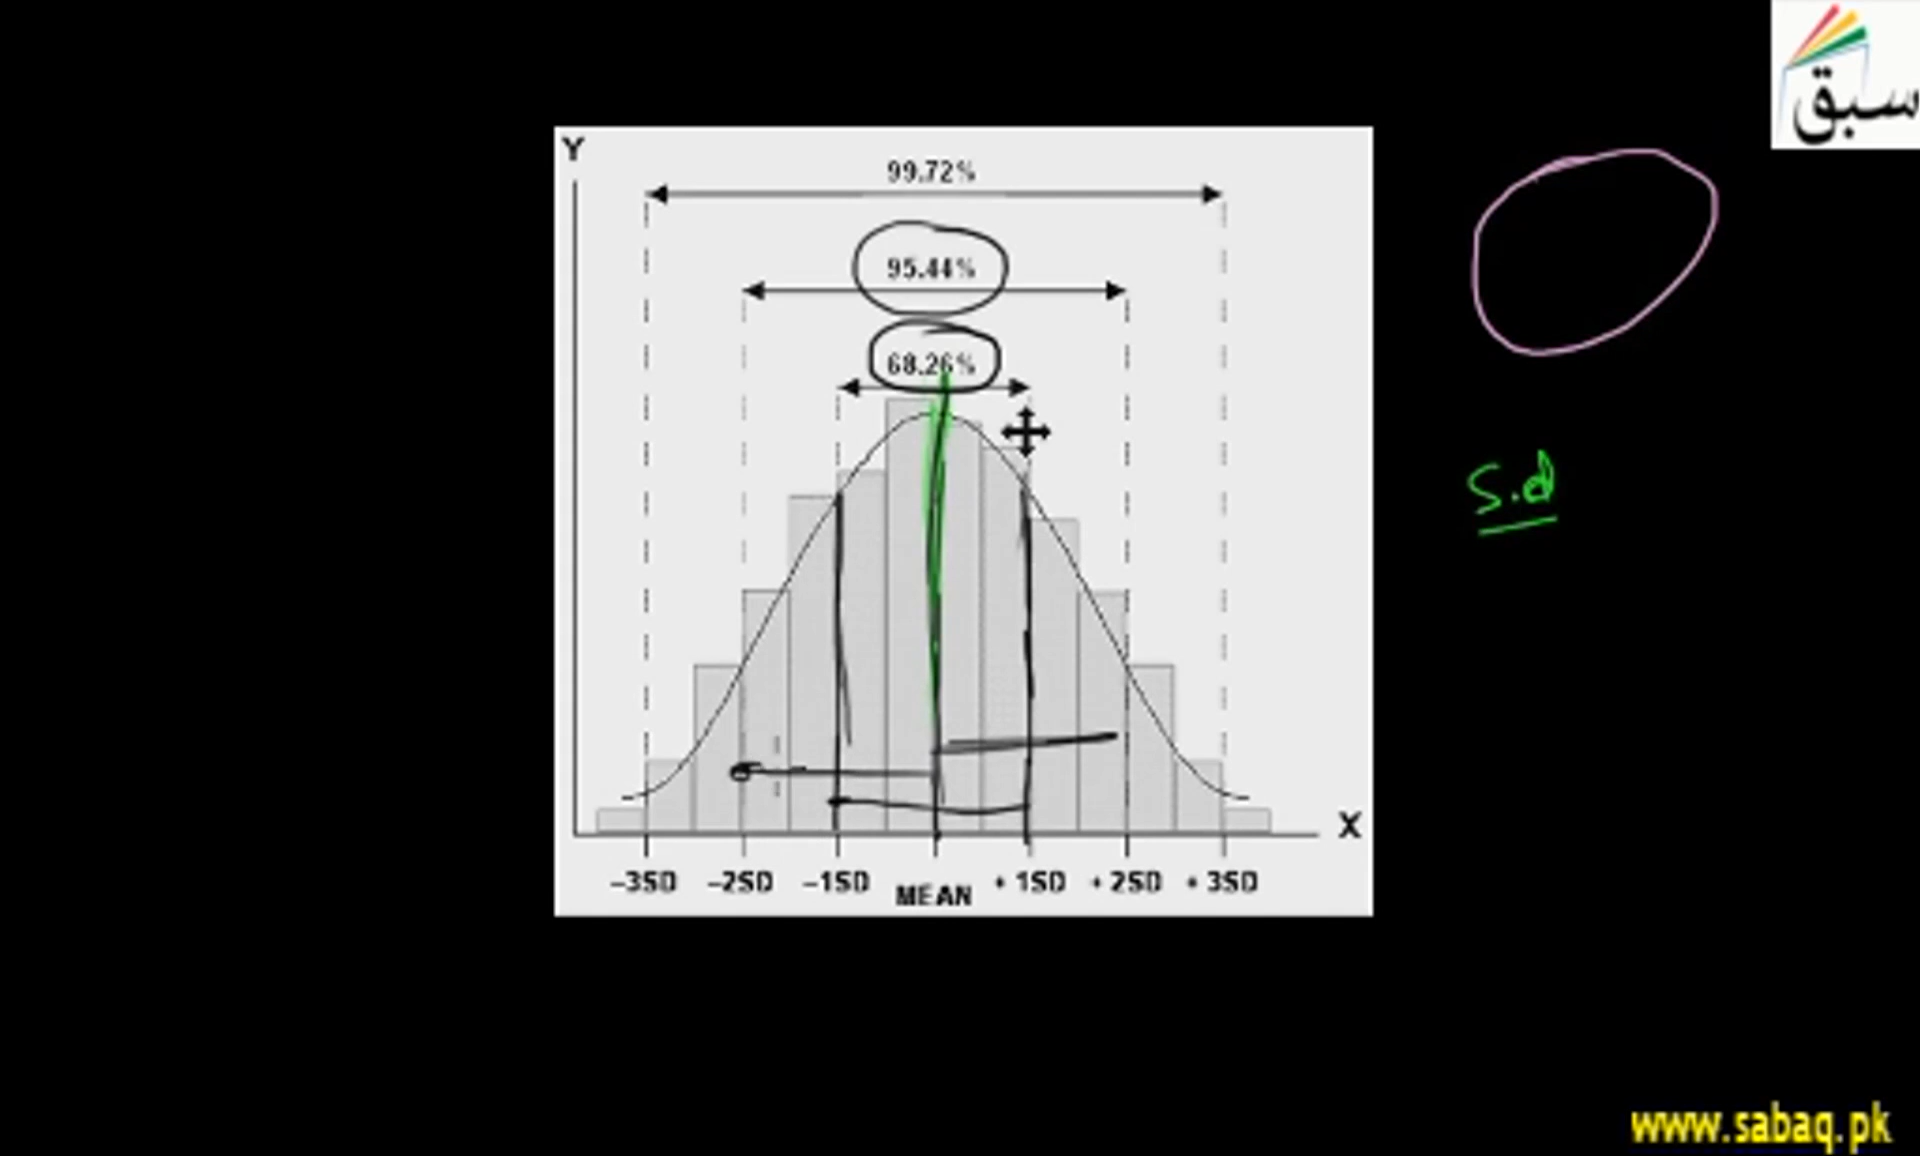 سبق
Y
99.72%
95.44%
68.26%
S.d
X
–3SD –2SD –1SD MEAN + 1SD + 2SD + 3SD
www.sabaq.pk